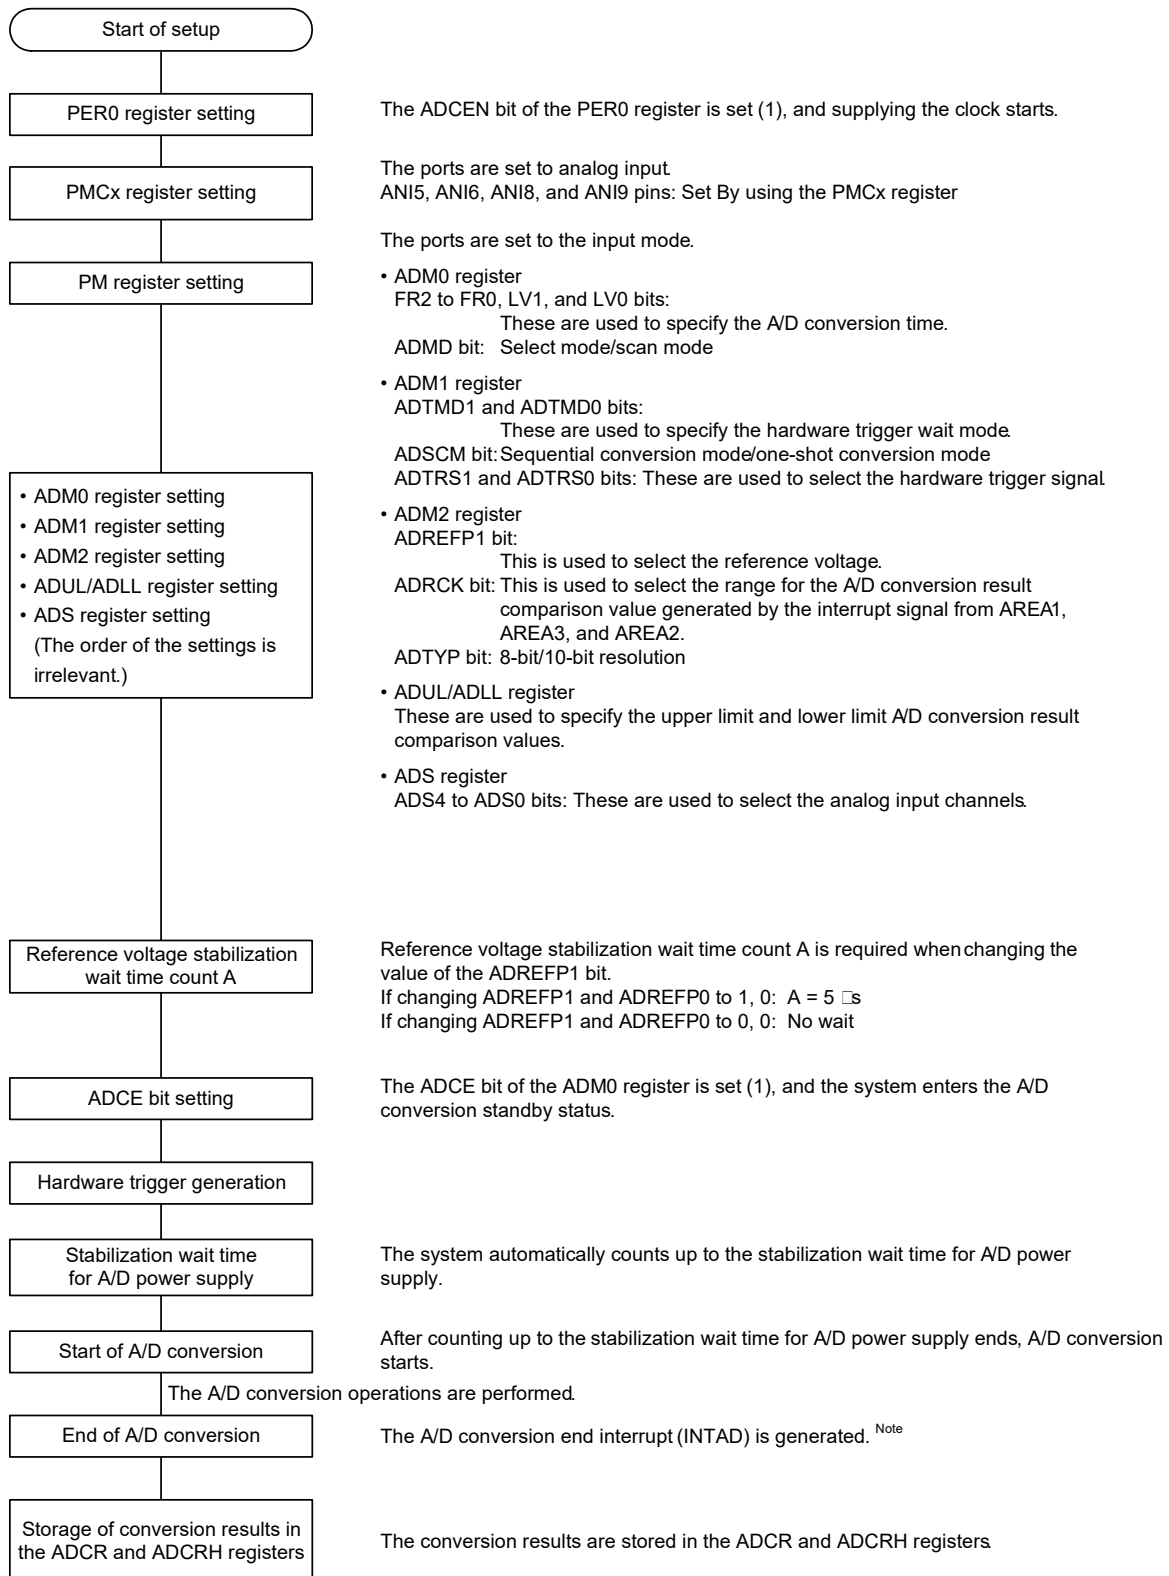 Start of setup
PER0 register setting
The ADCEN bit of the PER0 register is set (1), and supplying the clock starts.
PMCx register setting
The ports are set to analog input.
ANI5, ANI6, ANI8, and ANI9 pins: Set By using the PMCx register
The ports are set to the input mode.
PM register setting
• ADM0 register
FR2 to FR0, LV1, and LV0 bits:
These are used to specify the A/D conversion time.
ADMD bit: Select mode/scan mode
• ADM1 register
ADTMD1 and ADTMD0 bits:
These are used to specify the hardware trigger wait mode.
ADSCM bit: Sequential conversion mode/one-shot conversion mode
ADTRS1 and ADTRS0 bits: These are used to select the hardware trigger signal.
• ADM2 register
ADREFP1 bit:
This is used to select the reference voltage.
ADRCK bit: This is used to select the range for the A/D conversion result
comparison value generated by the interrupt signal from AREA1,
AREA3, and AREA2.
ADTYP bit: 8-bit/10-bit resolution
• ADUL/ADLL register
These are used to specify the upper limit and lower limit A/D conversion result
comparison values.
• ADS register
ADS4 to ADS0 bits: These are used to select the analog input channels.
• ADM0 register setting
• ADM1 register setting
• ADM2 register setting
• ADUL/ADLL register setting
• ADS register setting
(The order of the settings is
irrelevant.)
Reference voltage stabilization
wait time count A
Reference voltage stabilization wait time count A is required when changing the
value of the ADREFP1 bit.
If changing ADREFP1 and ADREFP0 to 1, 0: A = 5 □s
If changing ADREFP1 and ADREFP0 to 0, 0: No wait
ADCE bit setting
The ADCE bit of the ADM0 register is set (1), and the system enters the A/D
conversion standby status.
Hardware trigger generation
Stabilization wait time
for A/D power supply
The system automatically counts up to the stabilization wait time for A/D power
supply.
Start of A/D conversion
After counting up to the stabilization wait time for A/D power supply ends, A/D conversion
starts.
The A/D conversion operations are performed.
End of A/D conversion
The A/D conversion end interrupt (INTAD) is generated. Note
Storage of conversion results in
the ADCR and ADCRH registers
The conversion results are stored in the ADCR and ADCRH registers.